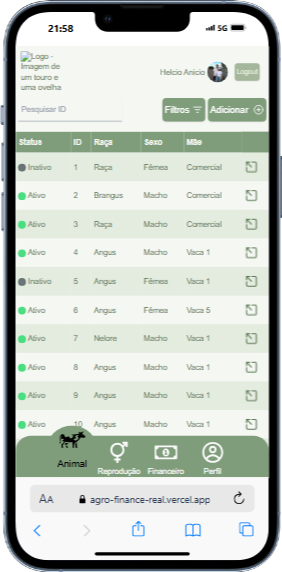 21:58
5G
Logo -
Imagem de
um touro e
uma ovelha
Helcio Anicio
Logout
Pesquisar ID
Filtros
Adicionar
Status ID Raça Sexo Mãe
Inativo 1 Raça Fêmea Comercial
Ativo 2 Brangus Macho Comercial
Ativo 3 Raça Macho Comercial
Ativo 4 Angus Macho Vaca 1
Inativo 5 Angus Fêmea Vaca 1
Ativo 6 Angus Fêmea Vaca 5
Ativo 7 Nelore Macho Vaca 1
Ativo 8 Angus Macho Vaca 1
Ativo 9 Angus Macho Vaca 1
Ativo 10 Angus Macho Vaca 1
Animal Reprodução Financeiro Perfil
AA agro-finance-real.vercel.app